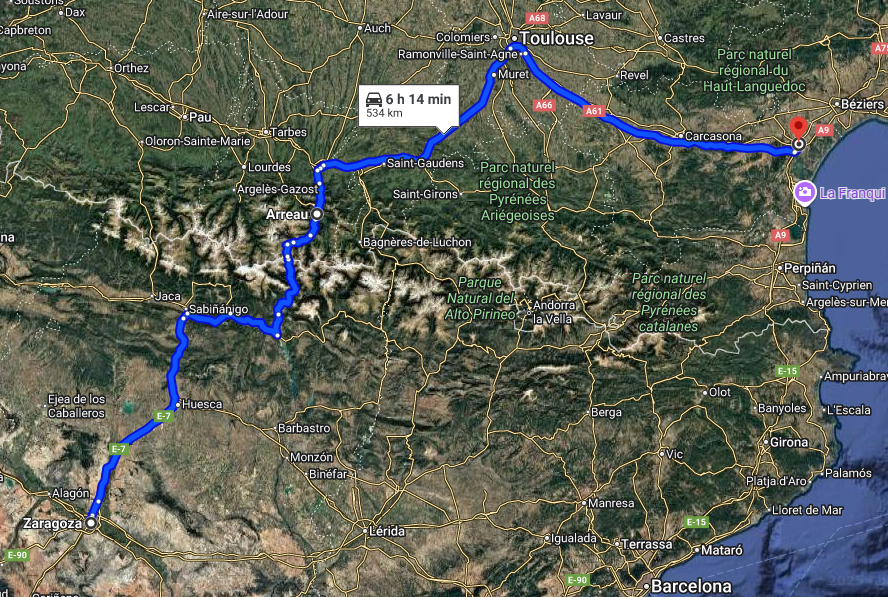 Soustons
Dax
Aire-sur-l'Adour
A68
Lavaur
Capbreton
Auch
Colomiers
Toulouse
Castres
A75
Ramonville-Saint-Agne
Parc naturel
régional du
Haut-Languedoc
Orthez
Muret
Revel
6 h 14 min
534 km
Lescar
Pau
A66
A61
Béziers
Tarbes
Oloron-Sainte-Marie
Carcasona
A9
Lourdes
Saint-Gaudens
Parc naturel
régional des
Pyrénées
Ariégeoises
Argelès-Gazost
Saint-Girons
La Franqui
Arreau
Bagnères-de-Luchon
A9
Perpiñán
Jaca
Parque
Natural del
Alto Pirineo
Andorra
la Vella
Parc naturel
régional des
Pyrénées
catalanes
Saint-Cyprien
Argelès-sur-Mer
Sabiñánigo
E-15
Ampuriabrav
Olot
Ejea de los
Caballeros
Huesca
E-7
Berga
Banyoles
L'Escala
Barbastro
Girona
E-7
Monzón
Vic
Binéfar
Palamós
Platja d'Aro
Alagón
Manresa
Lloret de Mar
Zaragoza
Lérida
E-15
Igualada
Terrassa
Mataró
E-90
E-90
Barcelona
Cariñena